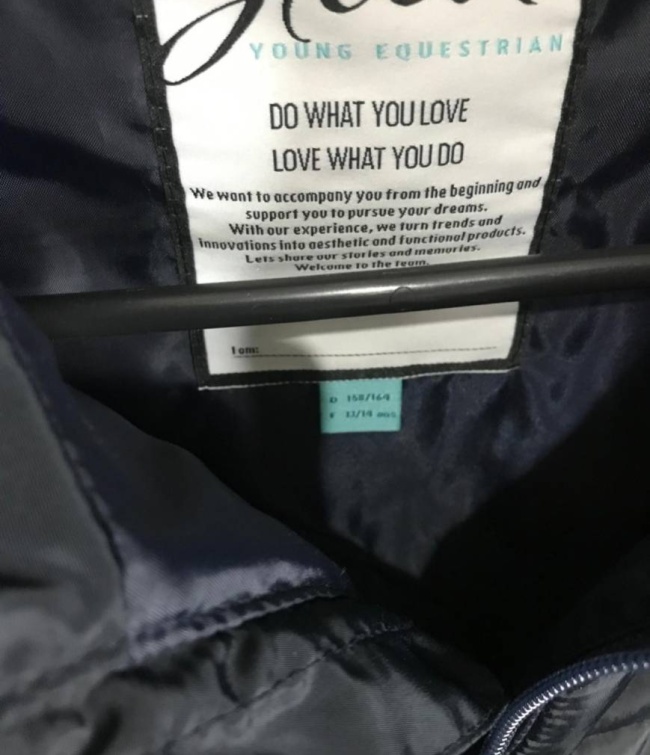 YOUNG EQUESTRIAN
DO WHAT YOU LOVE
LOVE WHAT YOU DO
We want to accompany you from the beginning and
support you to pursue your dreams.
With our experience, we turn trends and
innovations into aesthetic and functional products.
Lets share our stories and memories.
Welcome to the team.
I am:
D 158/164
F 13/14 ans